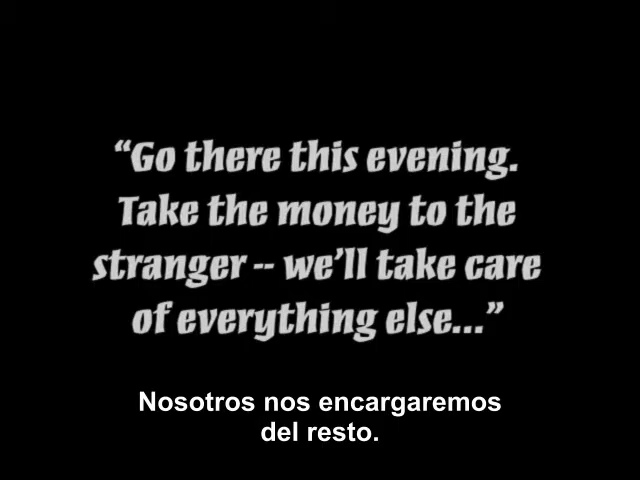 “Go there this evening.
Take the money to the
stranger -- we’ll take care
of everything else...”
Nosotros nos encargaremos
del resto.